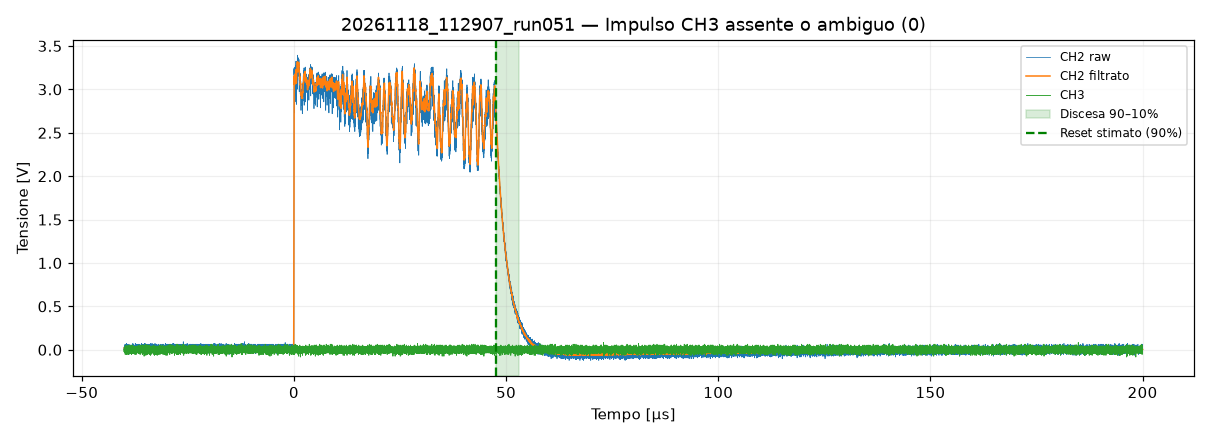 20261118_112907_run051 — Impulso CH3 assente o ambiguo (0)
Tensione [V]
3.5
3.0
2.5
2.0
1.5
1.0
0.5
0.0
CH2 raw
CH2 filtrato
CH3
Discesa 90–10%
Reset stimato (90%)
−50
0
50
100
150
200
Tempo [µs]